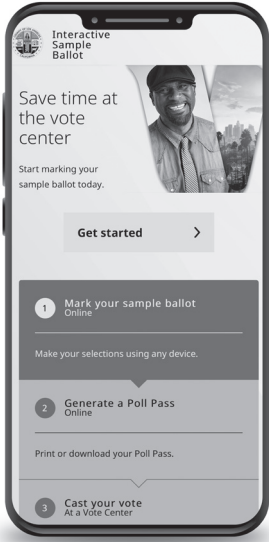 Interactive
Sample
Ballot
Save time at
the vote
center
Start marking your
sample ballot today.
Get started
1 Mark your sample ballot
Online
Make your selections using any device.
2 Generate a Poll Pass
Online
Print or download your Poll Pass.
3 Cast your vote
At a Vote Center